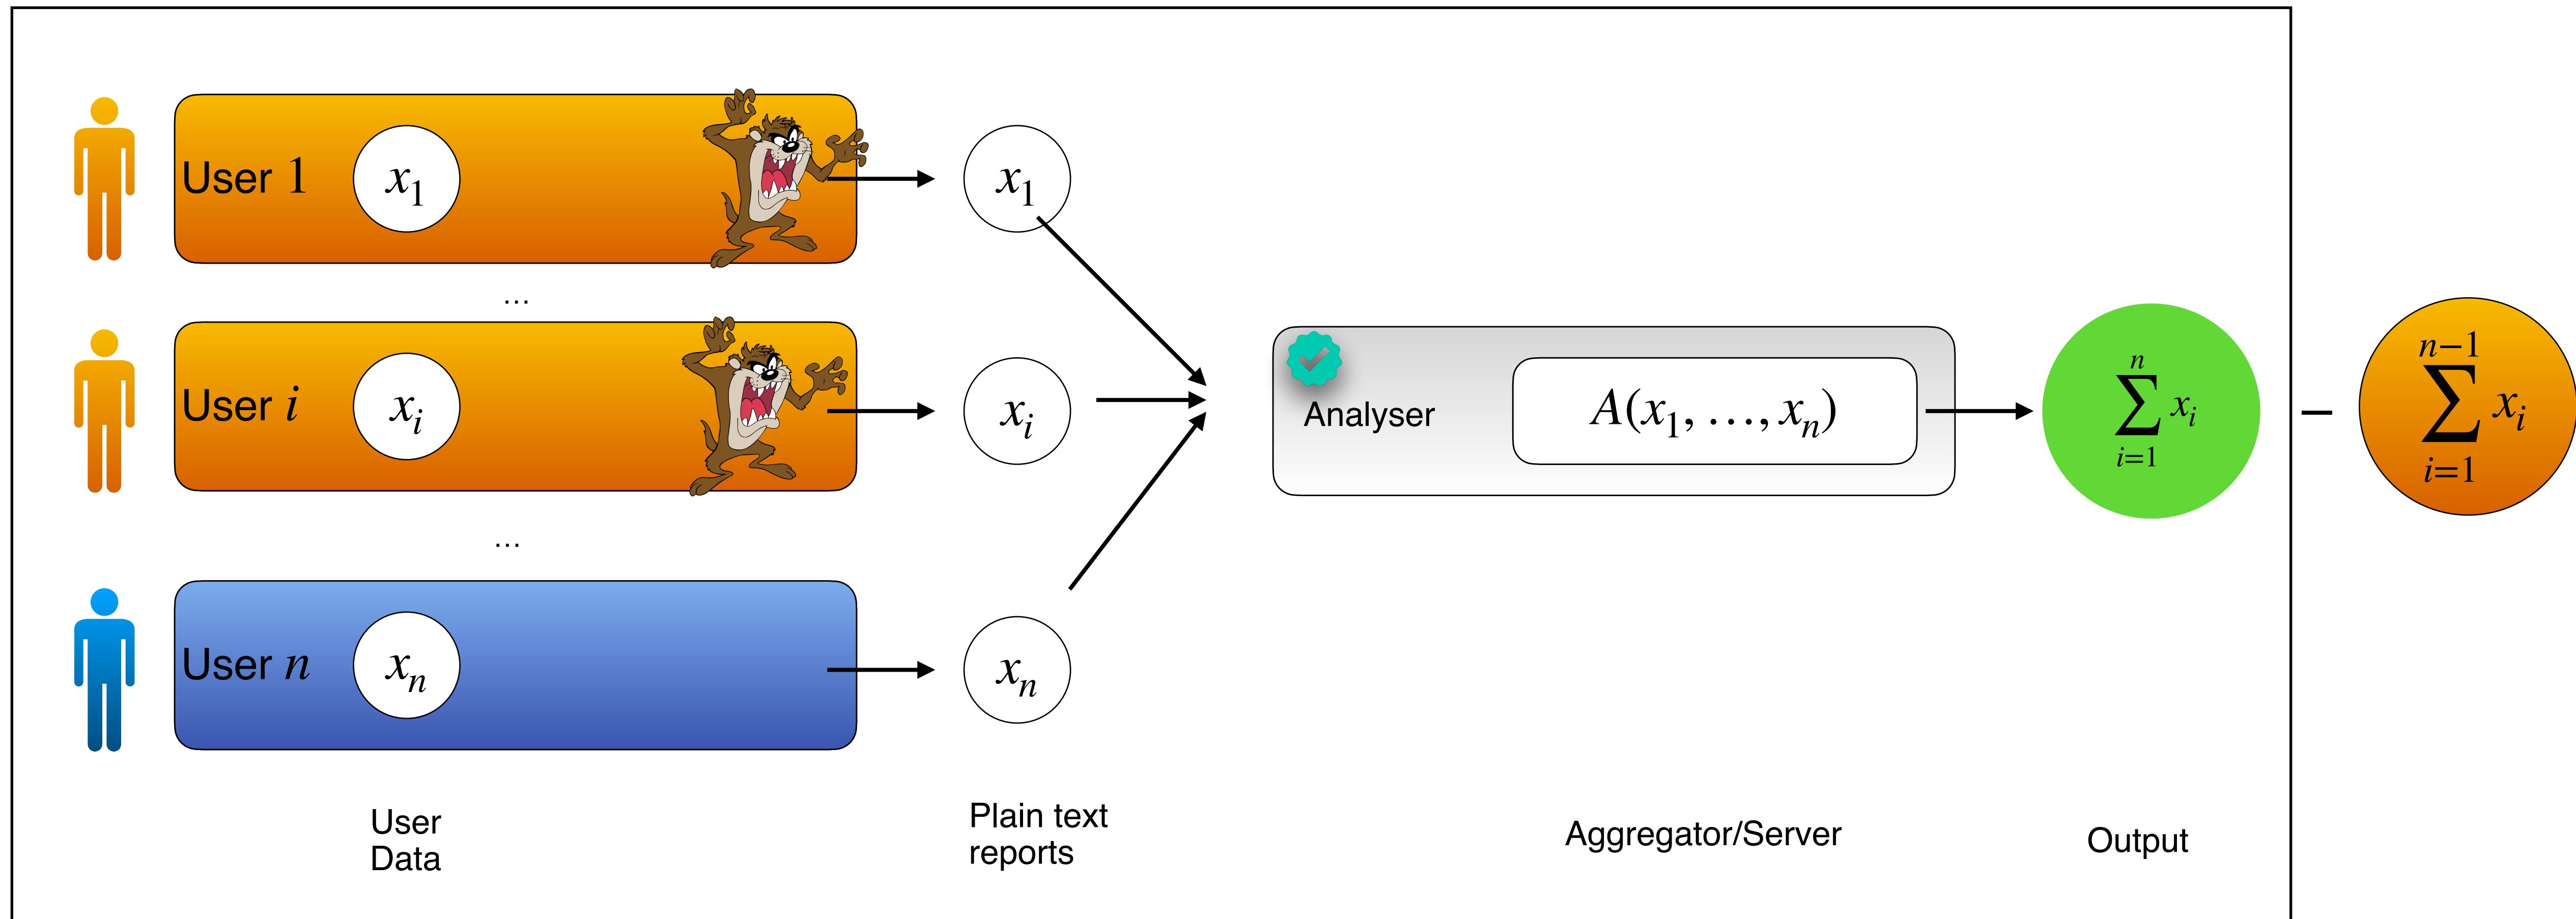 User 1
x₁
x₁
...
User i
xᵢ
xᵢ
...
User n
xₙ
xₙ
Analyser
A(x₁, …, xₙ)
n
∑ xᵢ
i=1
–
n−1
∑ xᵢ
i=1
User
Data
Plain text
reports
Aggregator/Server
Output